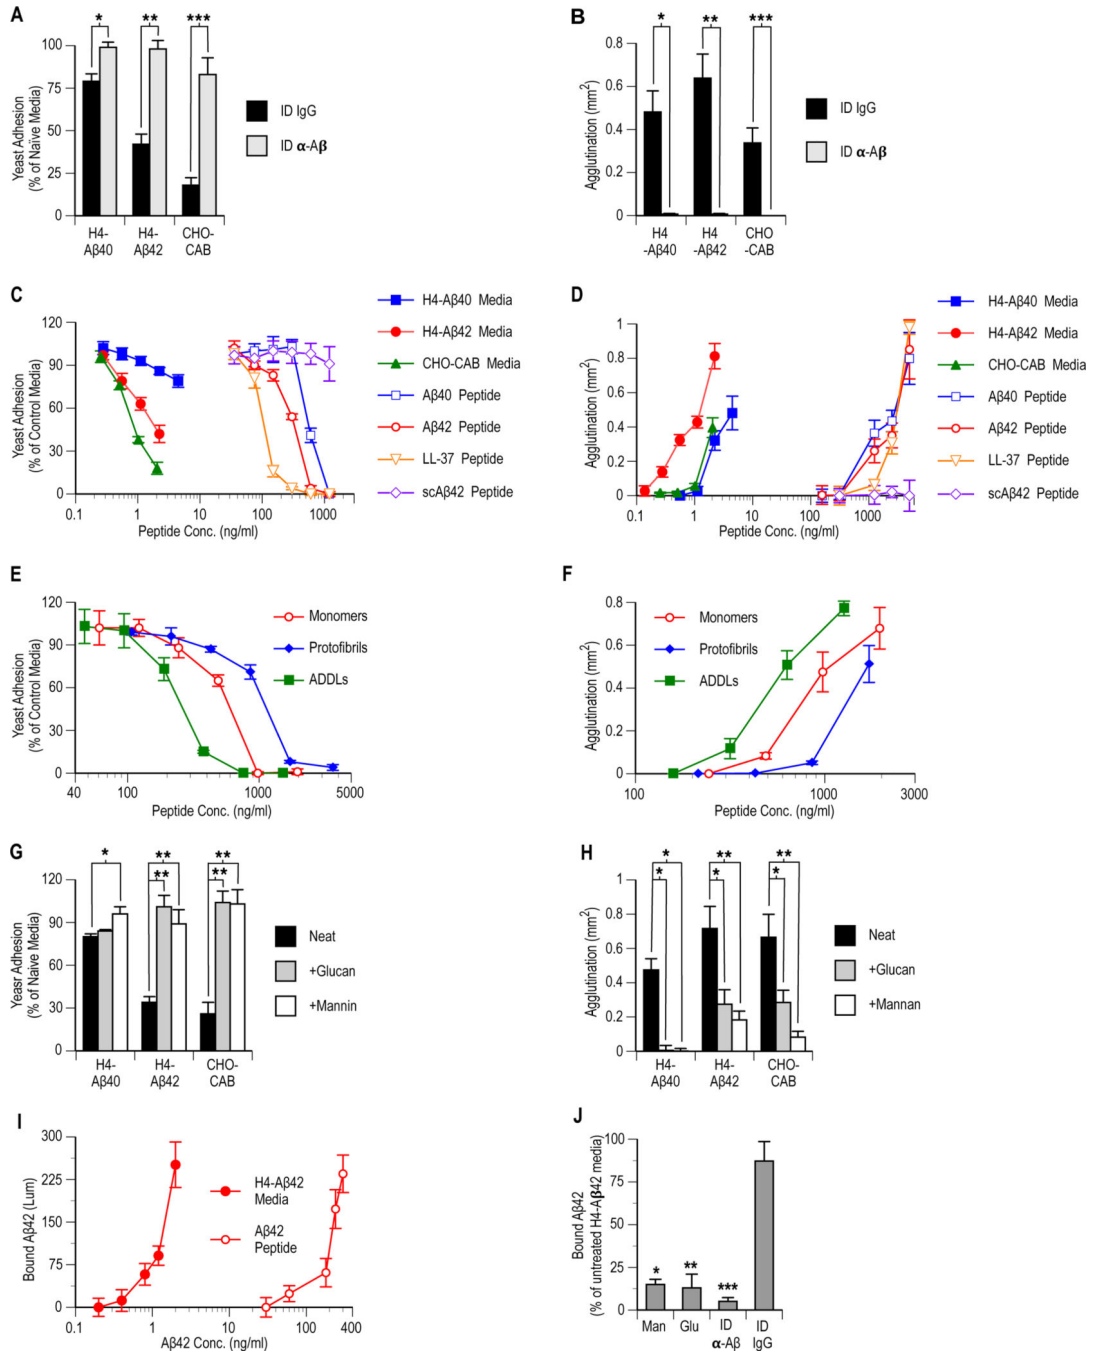 A
*
**
***
100
75
50
25
0
Yeast Adhesion
(% of Naïve Media)
H4-
Aβ40
H4-
Aβ42
CHO-
CAB
ID IgG
ID α-Aβ
B
*
**
***
0.8
0.6
0.4
0.2
0
Agglutination (mm²)
H4
-Aβ40
H4
-Aβ42
CHO
-CAB
ID IgG
ID α-Aβ
C
120
90
60
30
0
Yeast Adhesion
(% of Control Media)
0.1
1
10
100
1000
Peptide Conc. (ng/ml)
H4-Aβ40 Media
H4-Aβ42 Media
CHO-CAB Media
Aβ40 Peptide
Aβ42 Peptide
LL-37 Peptide
scAβ42 Peptide
D
1
0.8
0.6
0.4
0.2
0
Agglutination (mm²)
0.1
1
10
1000
Peptide Conc. (ng/ml)
H4-Aβ40 Media
H4-Aβ42 Media
CHO-CAB Media
Aβ40 Peptide
Aβ42 Peptide
LL-37 Peptide
scAβ42 Peptide
E
120
90
60
30
0
Yeast Adhesion
(% of Control Media)
40
100
1000
5000
Peptide Conc. (ng/ml)
Monomers
Protofibrils
ADDLs
F
0.8
0.6
0.4
0.2
0
Agglutination (mm²)
100
1000
3000
Peptide Conc. (ng/ml)
Monomers
Protofibrils
ADDLs
G
*
**
**
**
**
120
90
60
30
0
Yeasr Adhesion
(% of Naive Media)
H4-
Aβ40
H4-
Aβ42
CHO-
CAB
Neat
+Glucan
+Mannin
H
*
*
**
*
**
*
1
0.8
0.6
0.4
0.2
0
Agglutination (mm²)
H4-
Aβ40
H4-
Aβ42
CHO-
CAB
Neat
+Glucan
+Mannan
I
300
225
150
75
0
Bound Aβ42 (Lum)
0.1
1
10
100
400
Aβ42 Conc. (ng/ml)
H4-Aβ42
Media
Aβ42
Peptide
J
100
75
50
25
0
Bound Aβ42
(% of untreated H4-Aβ42 media)
*
**
***
Man
Glu
ID
α-Aβ
ID
IgG